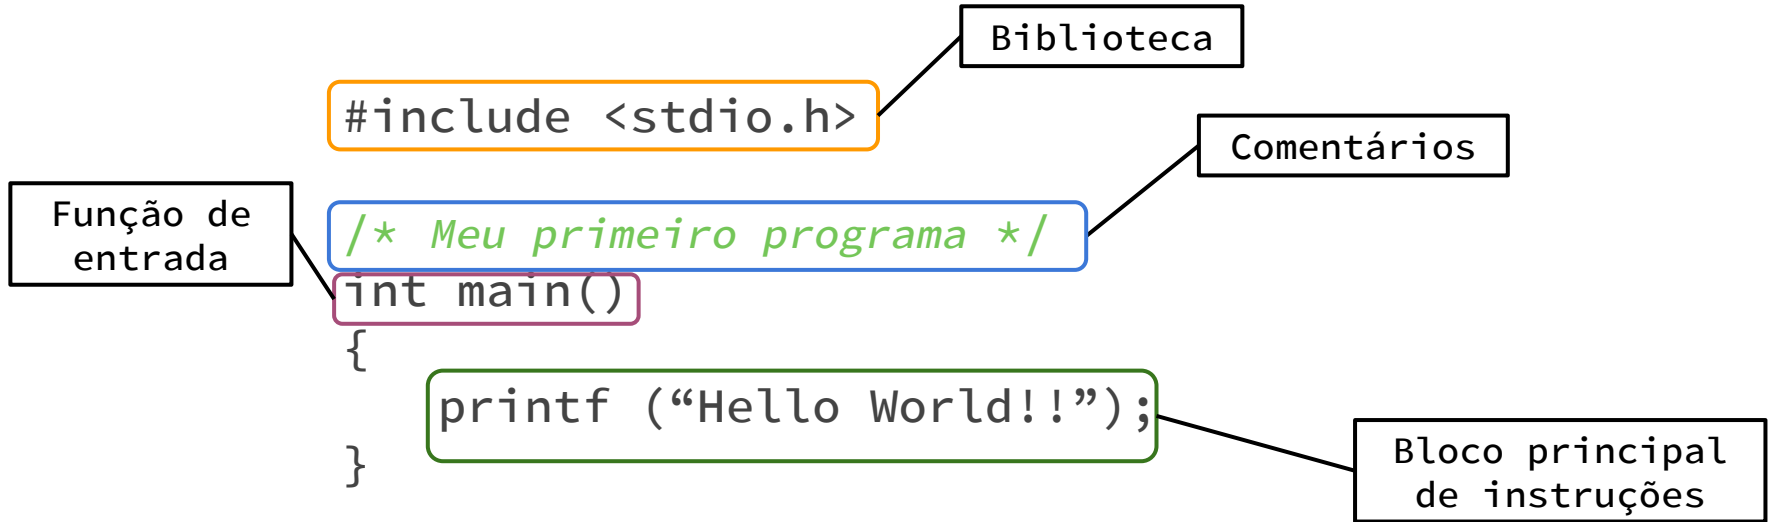 Biblioteca
#include <stdio.h>
Comentários
Função de
entrada
/* Meu primeiro programa */
int main()
{
printf (“Hello World!!”);
}
Bloco principal
de instruções